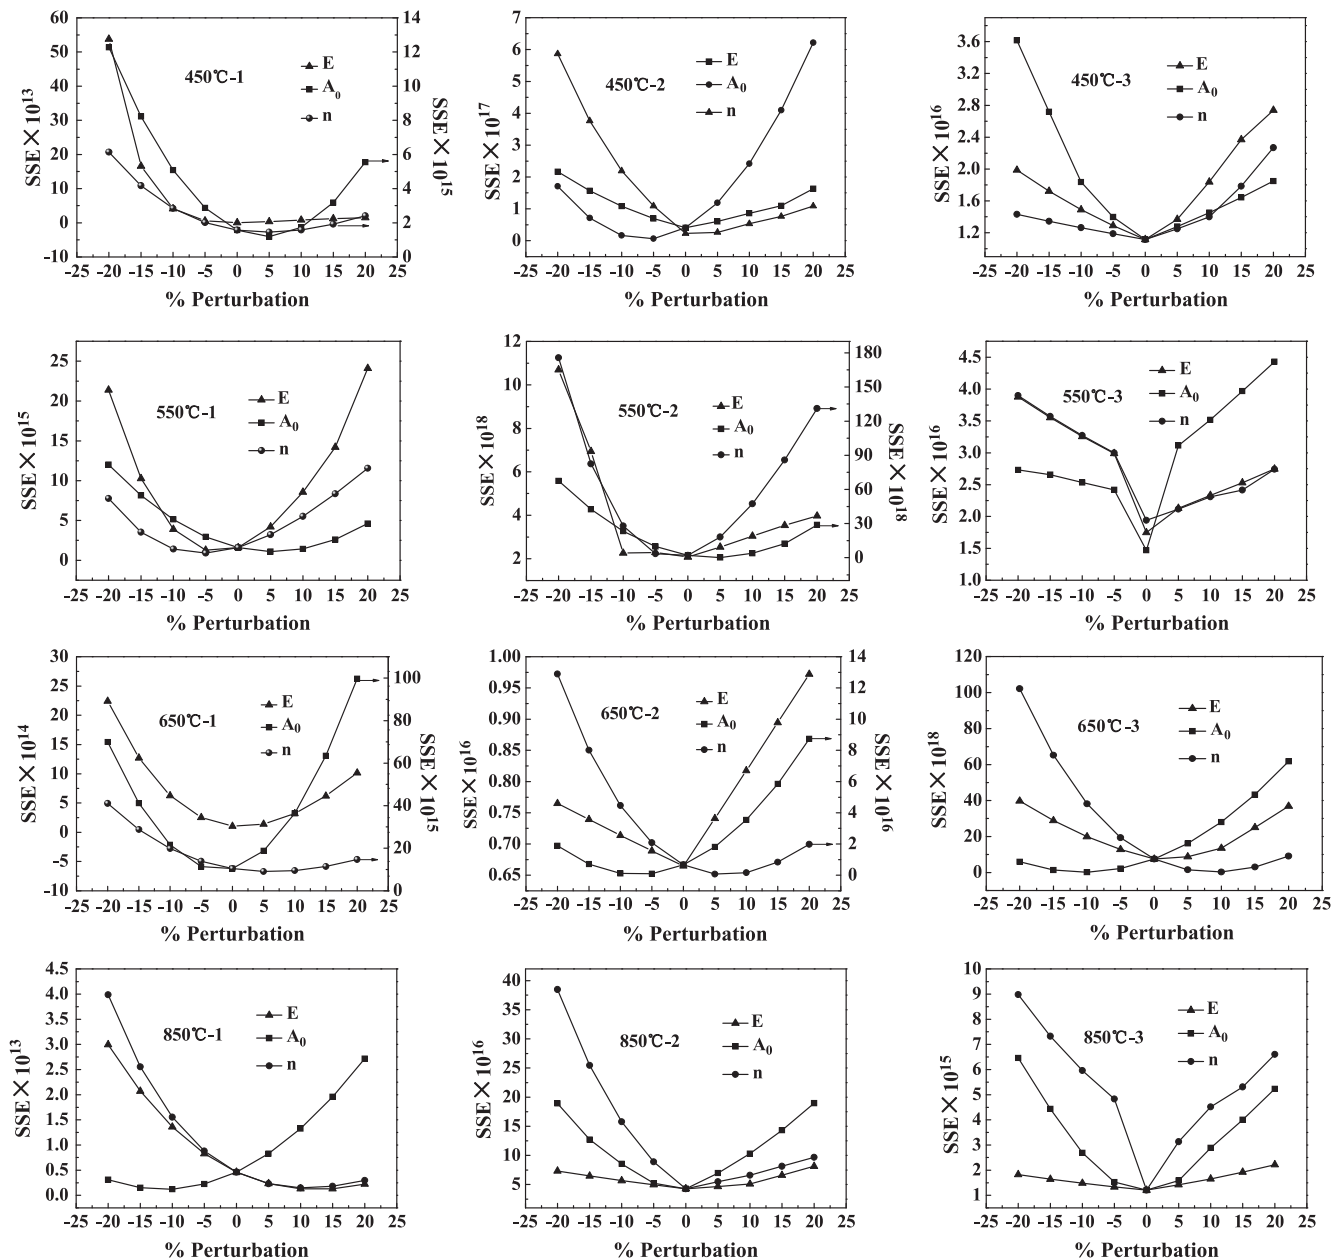 60
50
40
30
20
10
0
-10
14
12
10
8
6
4
2
0
450℃-1
E
A0
n
SSE×10^13
SSE×10^15
-25 -20 -15 -10 -5 0 5 10 15 20 25
% Perturbation
7
6
5
4
3
2
1
0
450℃-2
E
A0
n
SSE×10^17
-25 -20 -15 -10 -5 0 5 10 15 20 25
% Perturbation
3.6
3.2
2.8
2.4
2.0
1.6
1.2
450℃-3
E
A0
n
SSE×10^16
-25 -20 -15 -10 -5 0 5 10 15 20 25
% Perturbation
25
20
15
10
5
0
550℃-1
E
A0
n
SSE×10^15
-25 -20 -15 -10 -5 0 5 10 15 20 25
% Perturbation
12
10
8
6
4
2
180
150
120
90
60
30
0
550℃-2
E
A0
n
SSE×10^18
SSE×10^18
-25 -20 -15 -10 -5 0 5 10 15 20 25
% Perturbation
4.5
4.0
3.5
3.0
2.5
2.0
1.5
1.0
550℃-3
E
A0
n
SSE×10^16
-25 -20 -15 -10 -5 0 5 10 15 20 25
% Perturbation
30
25
20
15
10
5
0
-5
-10
100
80
60
40
20
0
650℃-1
E
A0
n
SSE×10^14
SSE×10^15
-25 -20 -15 -10 -5 0 5 10 15 20 25
% Perturbation
1.00
0.95
0.90
0.85
0.80
0.75
0.70
0.65
14
12
10
8
6
4
2
0
650℃-2
E
A0
n
SSE×10^16
SSE×10^16
-25 -20 -15 -10 -5 0 5 10 15 20 25
% Perturbation
120
100
80
60
40
20
0
650℃-3
E
A0
n
SSE×10^18
-25 -20 -15 -10 -5 0 5 10 15 20 25
% Perturbation
4.5
4.0
3.5
3.0
2.5
2.0
1.5
1.0
0.5
0.0
850℃-1
E
A0
n
SSE×10^13
-25 -20 -15 -10 -5 0 5 10 15 20 25
% Perturbation
40
35
30
25
20
15
10
5
850℃-2
E
A0
n
SSE×10^16
-25 -20 -15 -10 -5 0 5 10 15 20 25
% Perturbation
10
9
8
7
6
5
4
3
2
1
850℃-3
E
A0
n
SSE×10^15
-25 -20 -15 -10 -5 0 5 10 15 20 25
% Perturbation